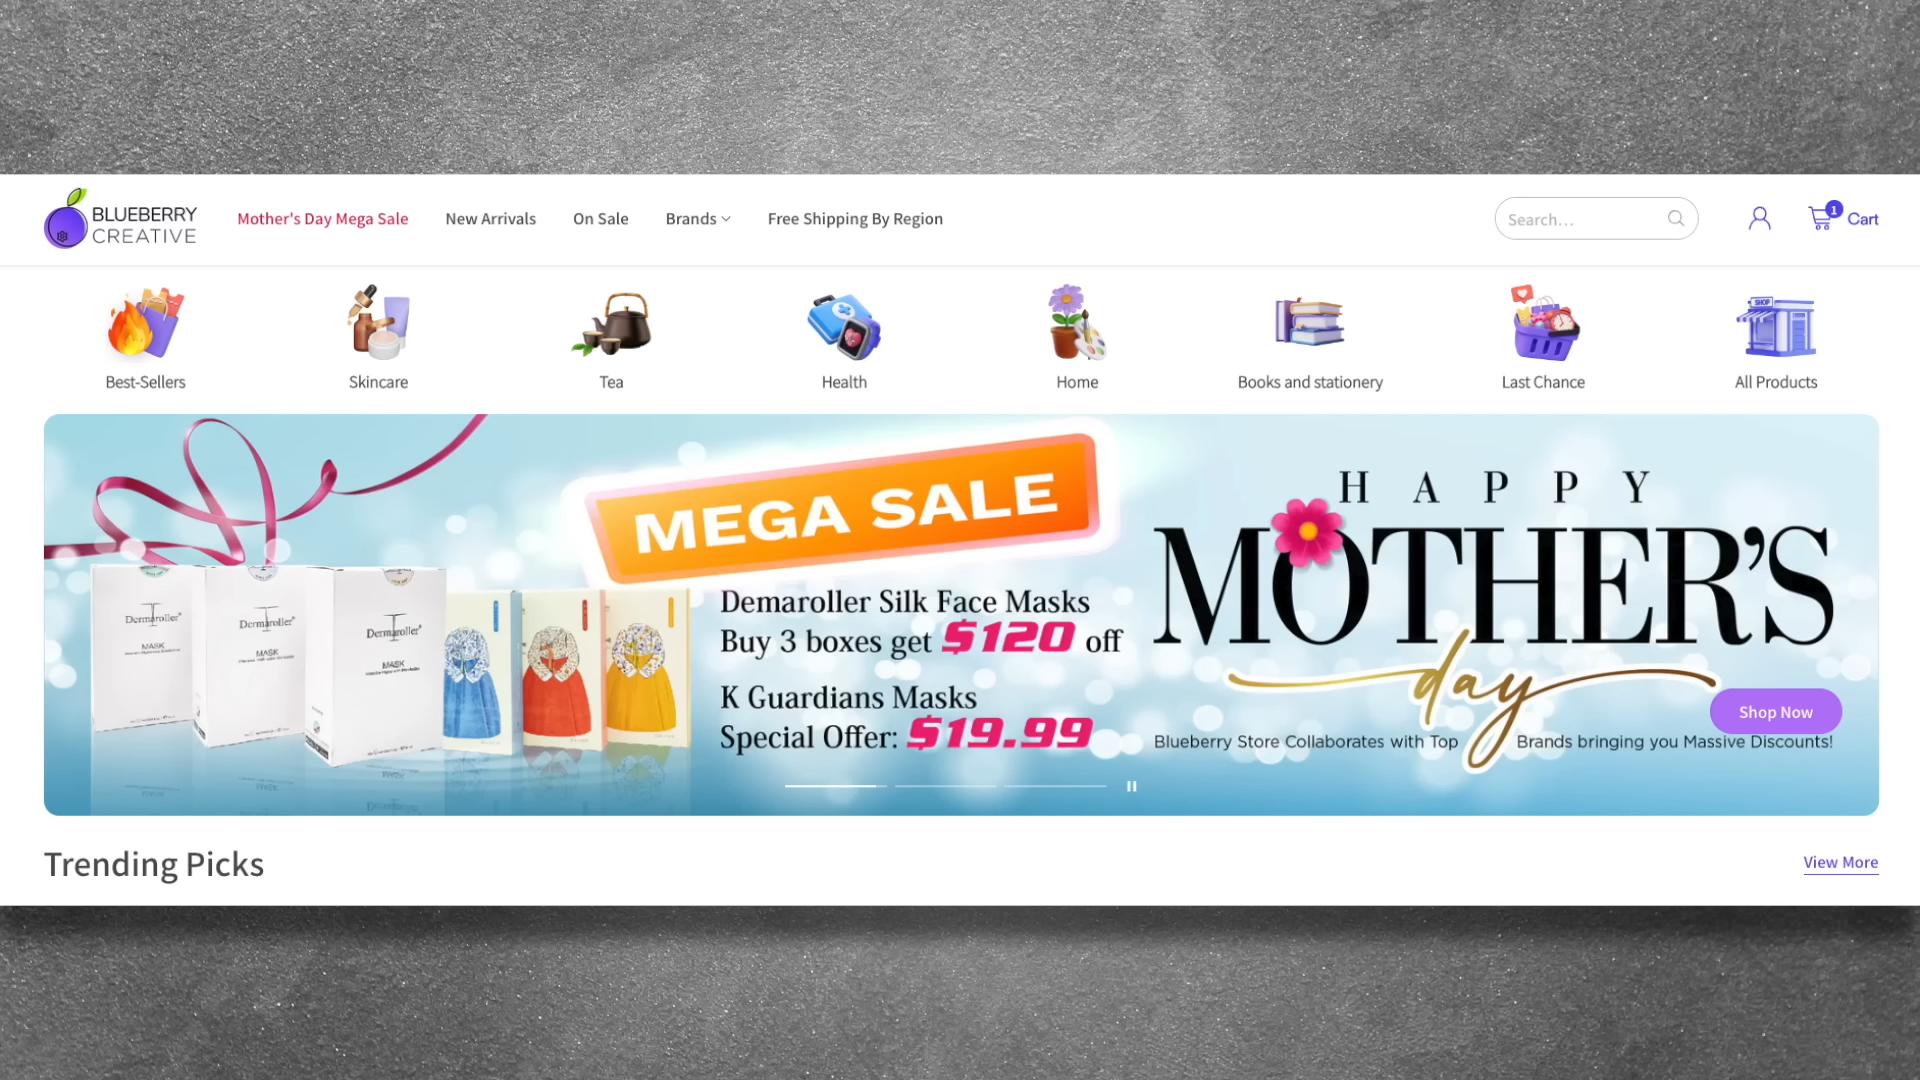 BLUEBERRY
CREATIVE
Mother's Day Mega Sale
New Arrivals
On Sale
Brands
Free Shipping By Region
Search...
1
Cart
SHOP
Best-Sellers
Skincare
Tea
Health
Home
Books and stationery
Last Chance
All Products
MEGA SALE
HAPPY
MOTHER'S
day
Dermaroller
MASK
Dermaroller
MASK
Dermaroller
MASK
Demaroller Silk Face Masks
Buy 3 boxes get $120 off
K Guardians Masks
Special Offer: $19.99
Shop Now
Blueberry Store Collaborates with Top Brands bringing you Massive Discounts!
Trending Picks
View More